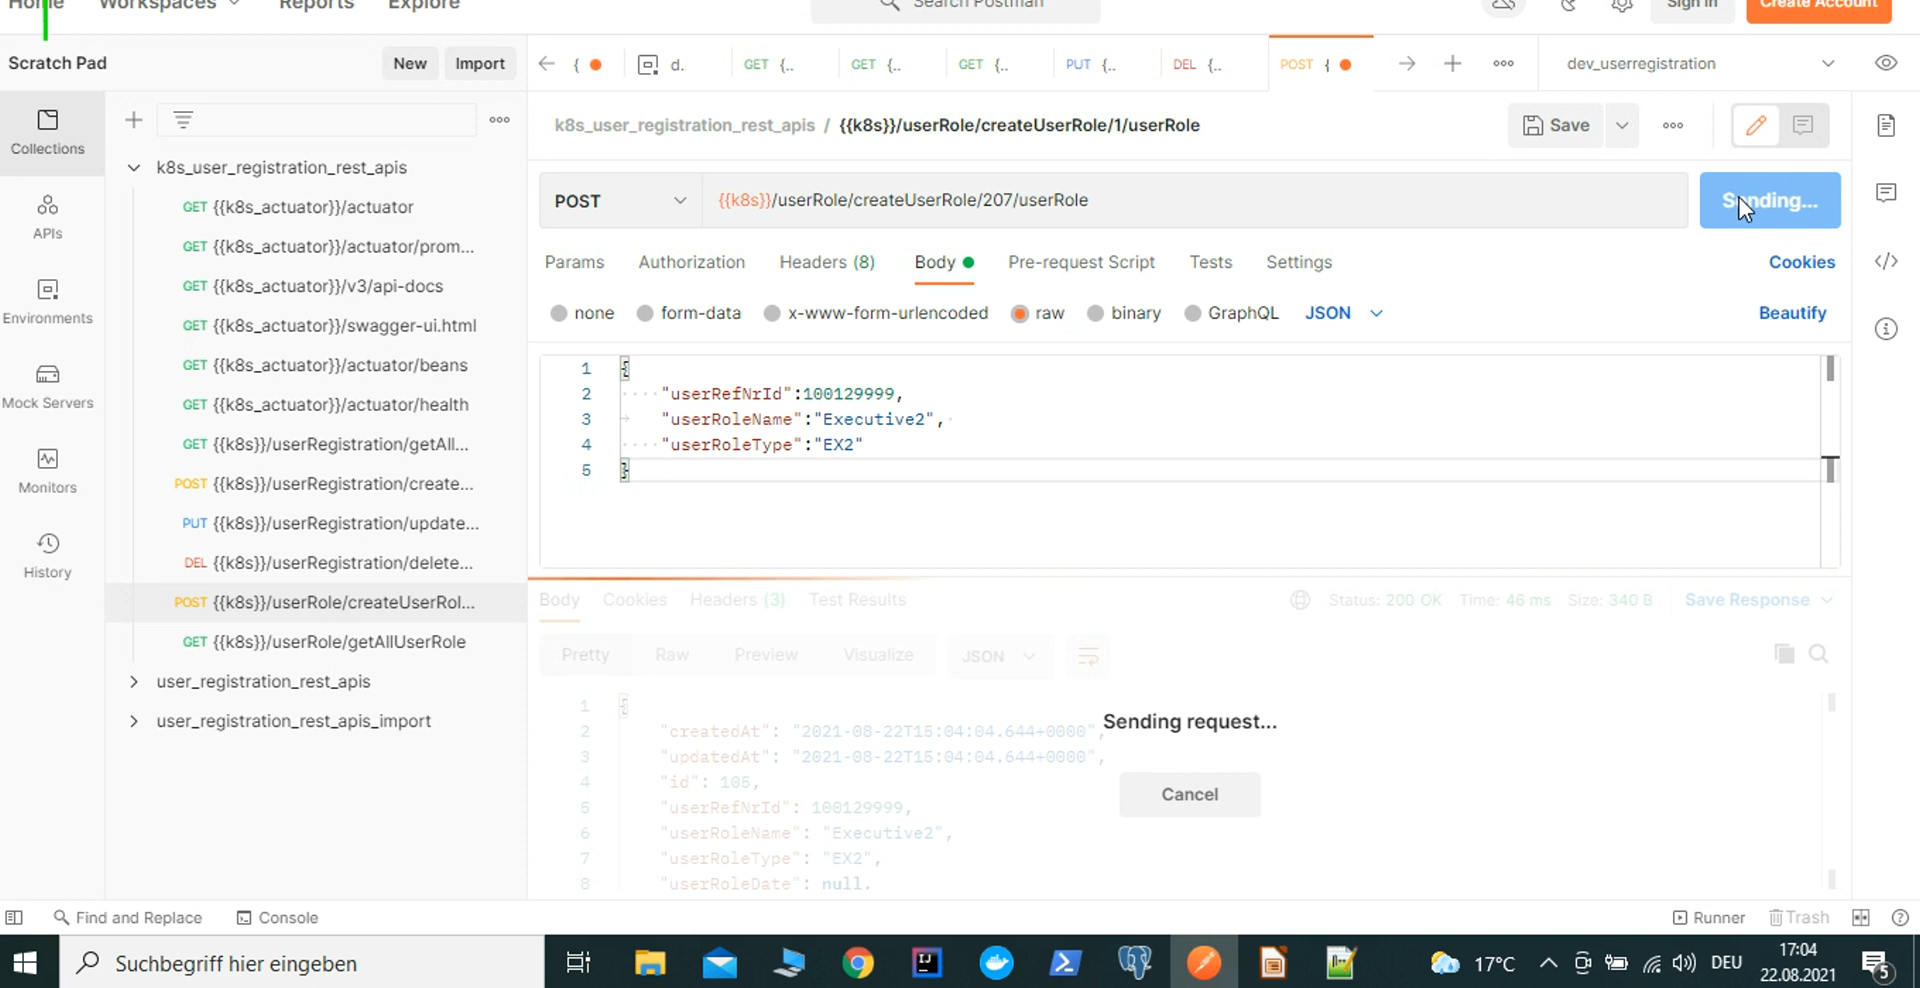 Home Workspaces Reports Explore Search Postman Sign In Create Account
Scratch Pad New Import
{ d. GET {.. GET {.. GET {.. PUT {.. DEL {.. POST { dev_userregistration
k8s_user_registration_rest_apis / {{k8s}}/userRole/createUserRole/1/userRole Save
POST {{k8s}}/userRole/createUserRole/207/userRole Sending...
Params Authorization Headers (8) Body Pre-request Script Tests Settings Cookies
none form-data x-www-form-urlencoded raw binary GraphQL JSON Beautify
1 {
2 "userRefNrId":100129999,
3 "userRoleName":"Executive2",
4 "userRoleType":"EX2"
5 }
Collections
APIs
Environments
Mock Servers
Monitors
History
k8s_user_registration_rest_apis
GET {{k8s_actuator}}/actuator
GET {{k8s_actuator}}/actuator/prom...
GET {{k8s_actuator}}/v3/api-docs
GET {{k8s_actuator}}/swagger-ui.html
GET {{k8s_actuator}}/actuator/beans
GET {{k8s_actuator}}/actuator/health
GET {{k8s}}/userRegistration/getAll...
POST {{k8s}}/userRegistration/create...
PUT {{k8s}}/userRegistration/update...
DEL {{k8s}}/userRegistration/delete...
POST {{k8s}}/userRole/createUserRol...
GET {{k8s}}/userRole/getAllUserRole
user_registration_rest_apis
user_registration_rest_apis_import
Body Cookies Headers (3) Test Results Status: 200 OK Time: 46 ms Size: 340 B Save Response
Pretty Raw Preview Visualize JSON
1 {
2 "createdAt": "2021-08-22T15:04:04.644+0000",
3 "updatedAt": "2021-08-22T15:04:04.644+0000",
4 "id": 105,
5 "userRefNrId": 100129999,
6 "userRoleName": "Executive2",
7 "userRoleType": "EX2",
8 "userRoleDate": null,
Sending request...
Cancel
Find and Replace Console Runner Trash
Suchbegriff hier eingeben 17°C DEU 17:04
22.08.2021 5